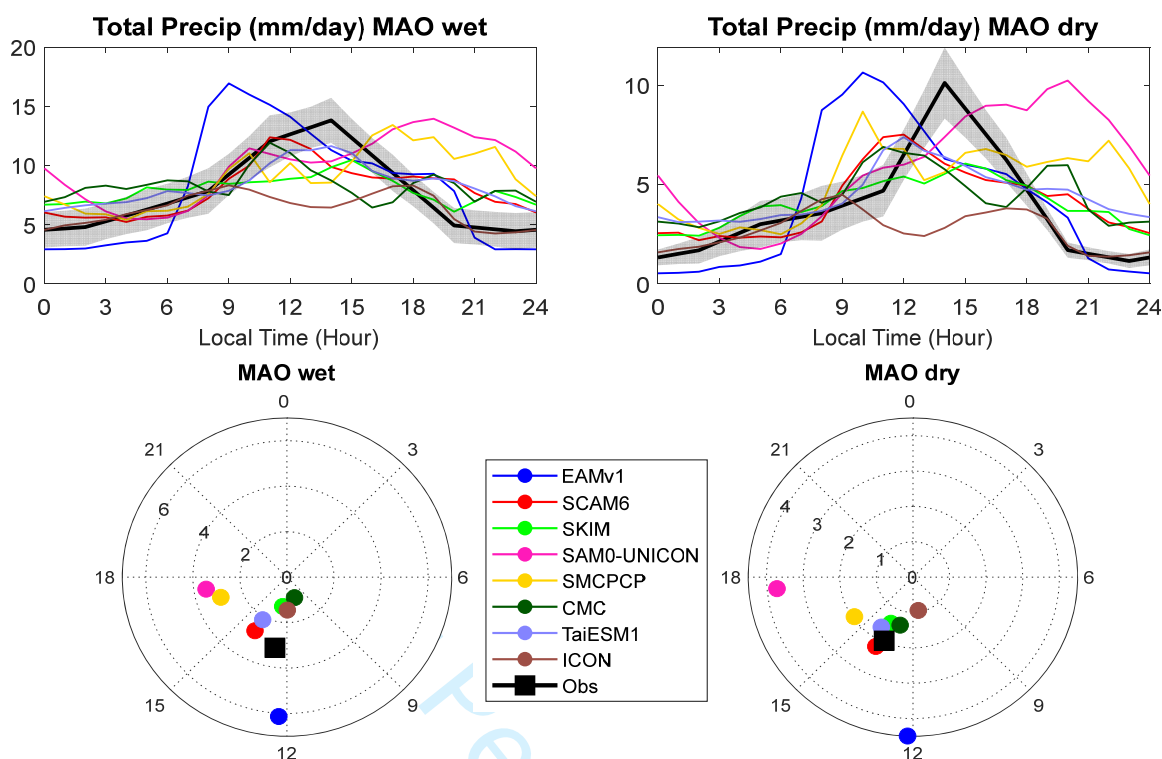 Total Precip (mm/day) MAO wet
20
15
10
5
0
0 3 6 9 12 15 18 21 24
Local Time (Hour)
Total Precip (mm/day) MAO dry
10
5
0
0 3 6 9 12 15 18 21 24
Local Time (Hour)
MAO wet
0
21 3
6
4
2
18 0 6
15 9
12
EAMv1
SCAM6
SKIM
SAM0-UNICON
SMCPCP
CMC
TaiESM1
ICON
Obs
MAO dry
0
21 3
4
3
2
1
18 0 6
15 9
12